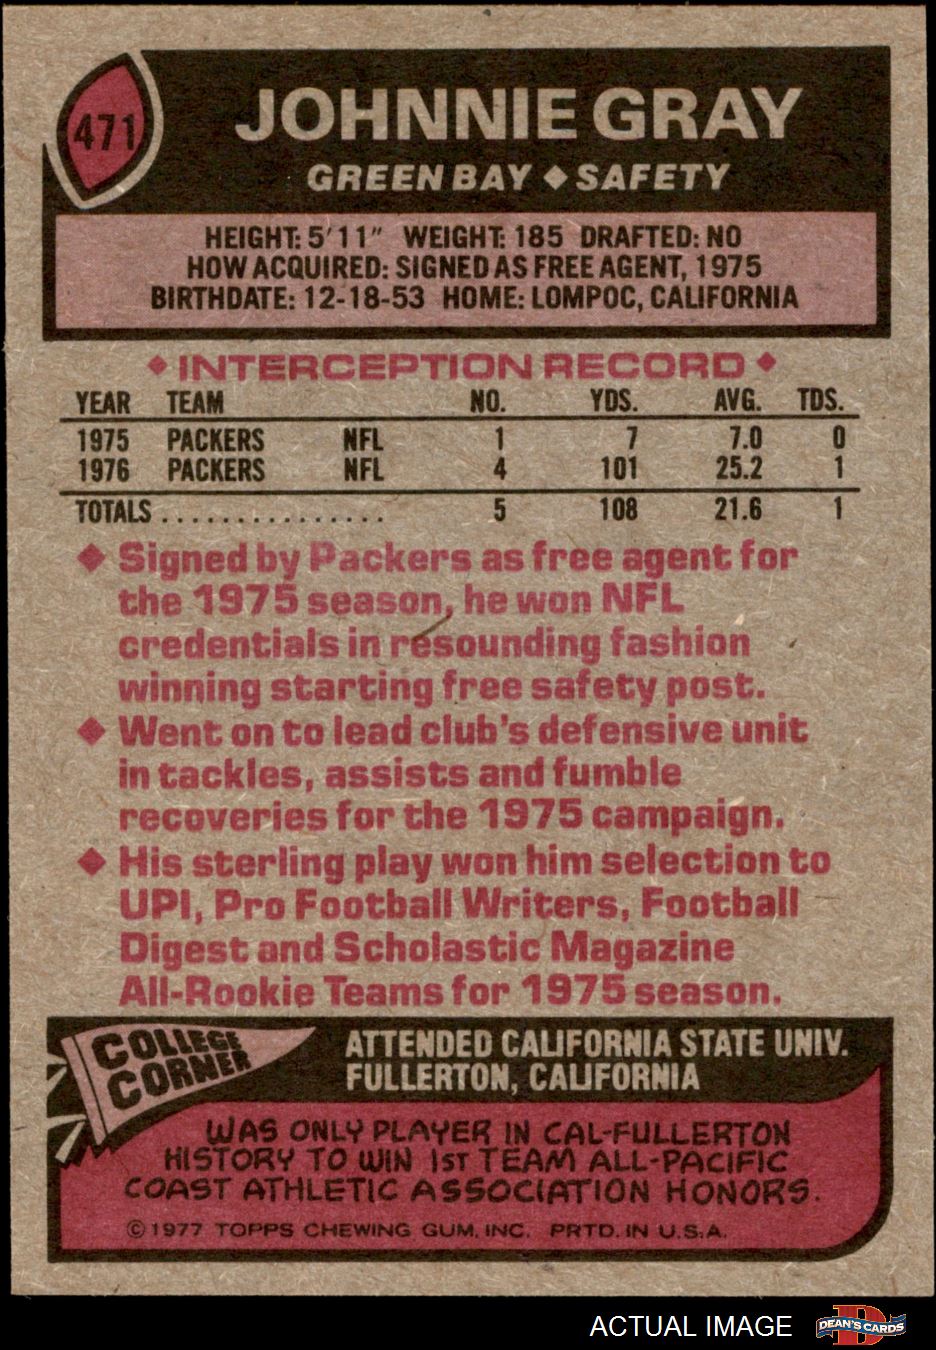 471
JOHNNIE GRAY
GREEN BAY ◆ SAFETY
HEIGHT: 5'11" WEIGHT: 185 DRAFTED: NO
HOW ACQUIRED: SIGNED AS FREE AGENT, 1975
BIRTHDATE: 12-18-53 HOME: LOMPOC, CALIFORNIA
◆ INTERCEPTION RECORD ◆
YEAR TEAM NO. YDS. AVG. TDS.
1975 PACKERS NFL 1 7 7.0 0
1976 PACKERS NFL 4 101 25.2 1
TOTALS ............... 5 108 21.6 1
◆ Signed by Packers as free agent for
the 1975 season, he won NFL
credentials in resounding fashion
winning starting free safety post.
◆ Went on to lead club's defensive unit
in tackles, assists and fumble
recoveries for the 1975 campaign.
◆ His sterling play won him selection to
UPI, Pro Football Writers, Football
Digest and Scholastic Magazine
All-Rookie Teams for 1975 season.
COLLEGE
CORNER
ATTENDED CALIFORNIA STATE UNIV.
FULLERTON, CALIFORNIA
WAS ONLY PLAYER IN CAL-FULLERTON
HISTORY TO WIN 1ST TEAM ALL-PACIFIC
COAST ATHLETIC ASSOCIATION HONORS.
© 1977 TOPPS CHEWING GUM, INC. PRTD. IN U.S.A.
ACTUAL IMAGE
DEAN'S CARDS